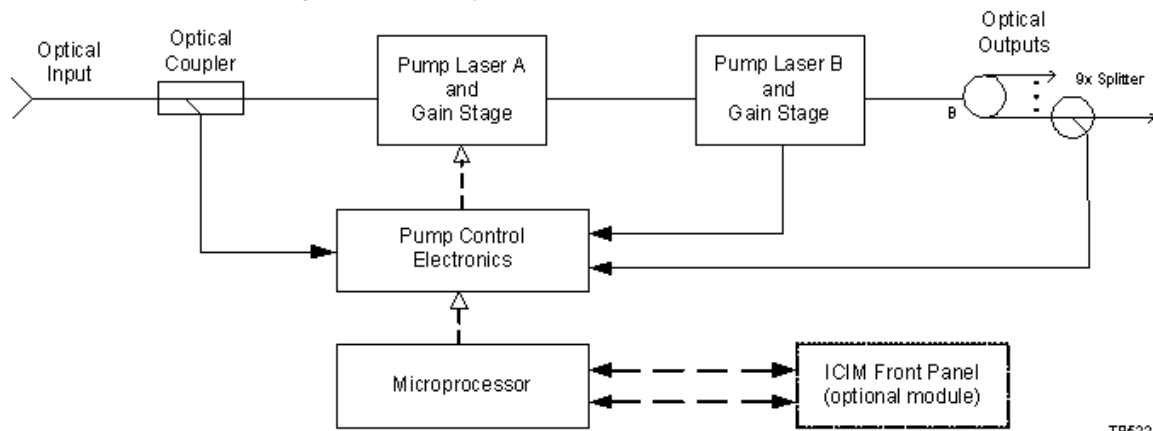 Optical
Input
Optical
Coupler
Pump Laser A
and
Gain Stage
Pump Laser B
and
Gain Stage
Optical
Outputs
9x Splitter
B
Pump Control
Electronics
Microprocessor
ICIM Front Panel
(optional module)